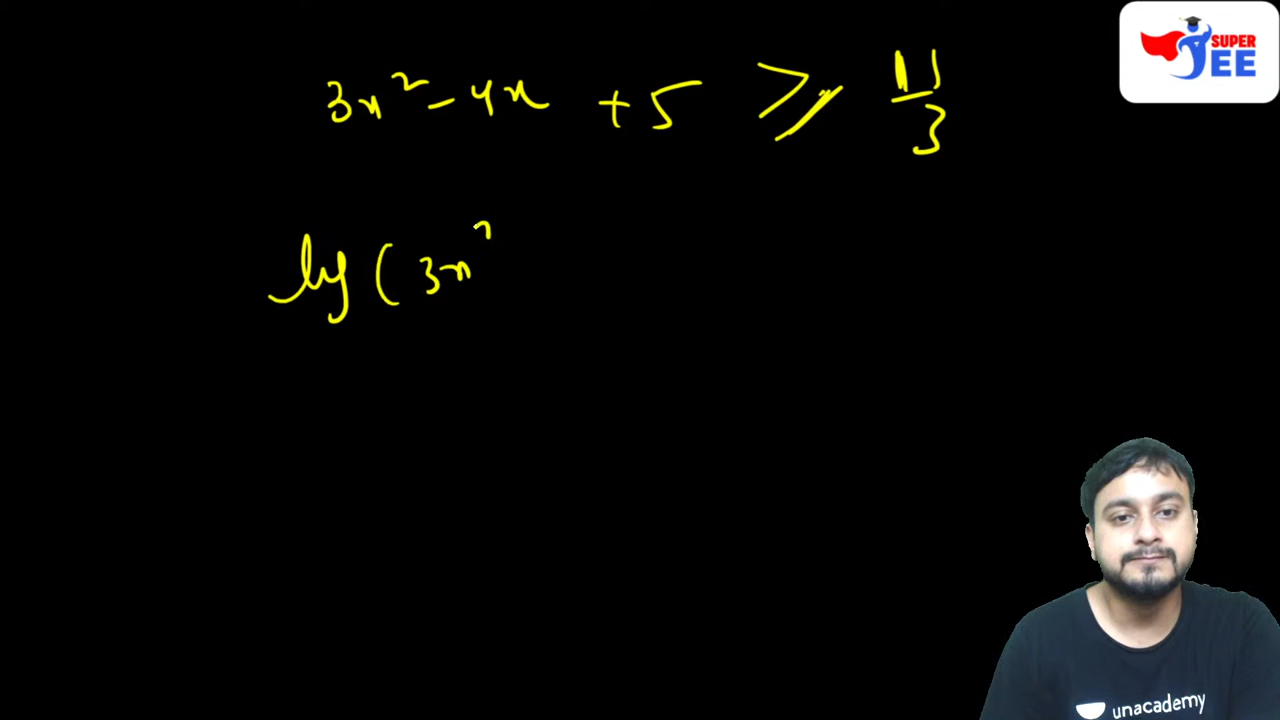 SUPER
JEE
3x² - 4x + 5 ≥ 11/3
log ( 3x²
unacademy